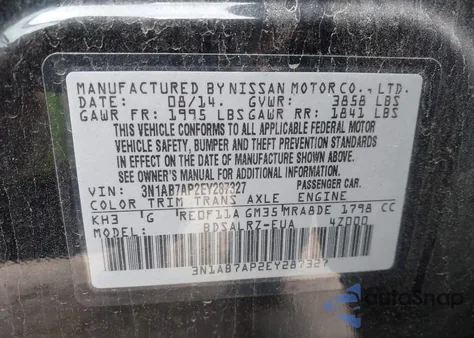 MANUFACTURED BY NISSAN MOTOR CO., LTD.
DATE: 08/14. GVWR: 3858 LBS
GAWR FR: 1995 LBS GAWR RR: 1841 LBS
THIS VEHICLE CONFORMS TO ALL APPLICABLE FEDERAL MOTOR
VEHICLE SAFETY, BUMPER AND THEFT PREVENTION STANDARDS
IN EFFECT ON THE DATE OF MANUFACTURE SHOWN ABOVE.
SEE OWNER'S MANUAL FOR ADDITIONAL INFORMATION.
VIN: 3N1AB7AP2EY287327 PASSENGER CAR.
COLOR TRIM TRANS AXLE ENGINE
KH3 G RE0F11A GM35 MRA8DE 1798 CC
BDSALRZ-EUA 4Z000
3N1AB7AP2EY287327
autoSnap